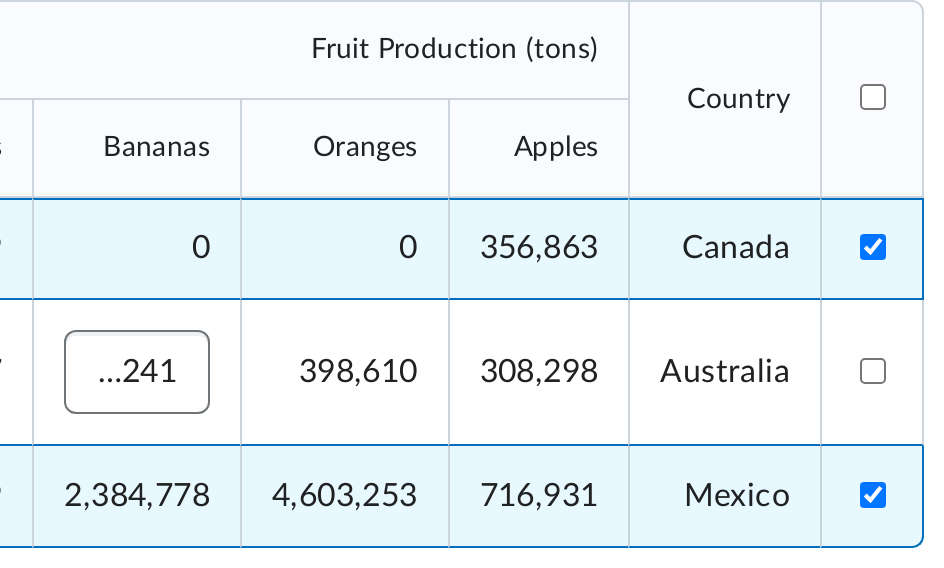 Fruit Production (tons)
Country
Bananas Oranges Apples
0 0 356,863 Canada
...241 398,610 308,298 Australia
2,384,778 4,603,253 716,931 Mexico